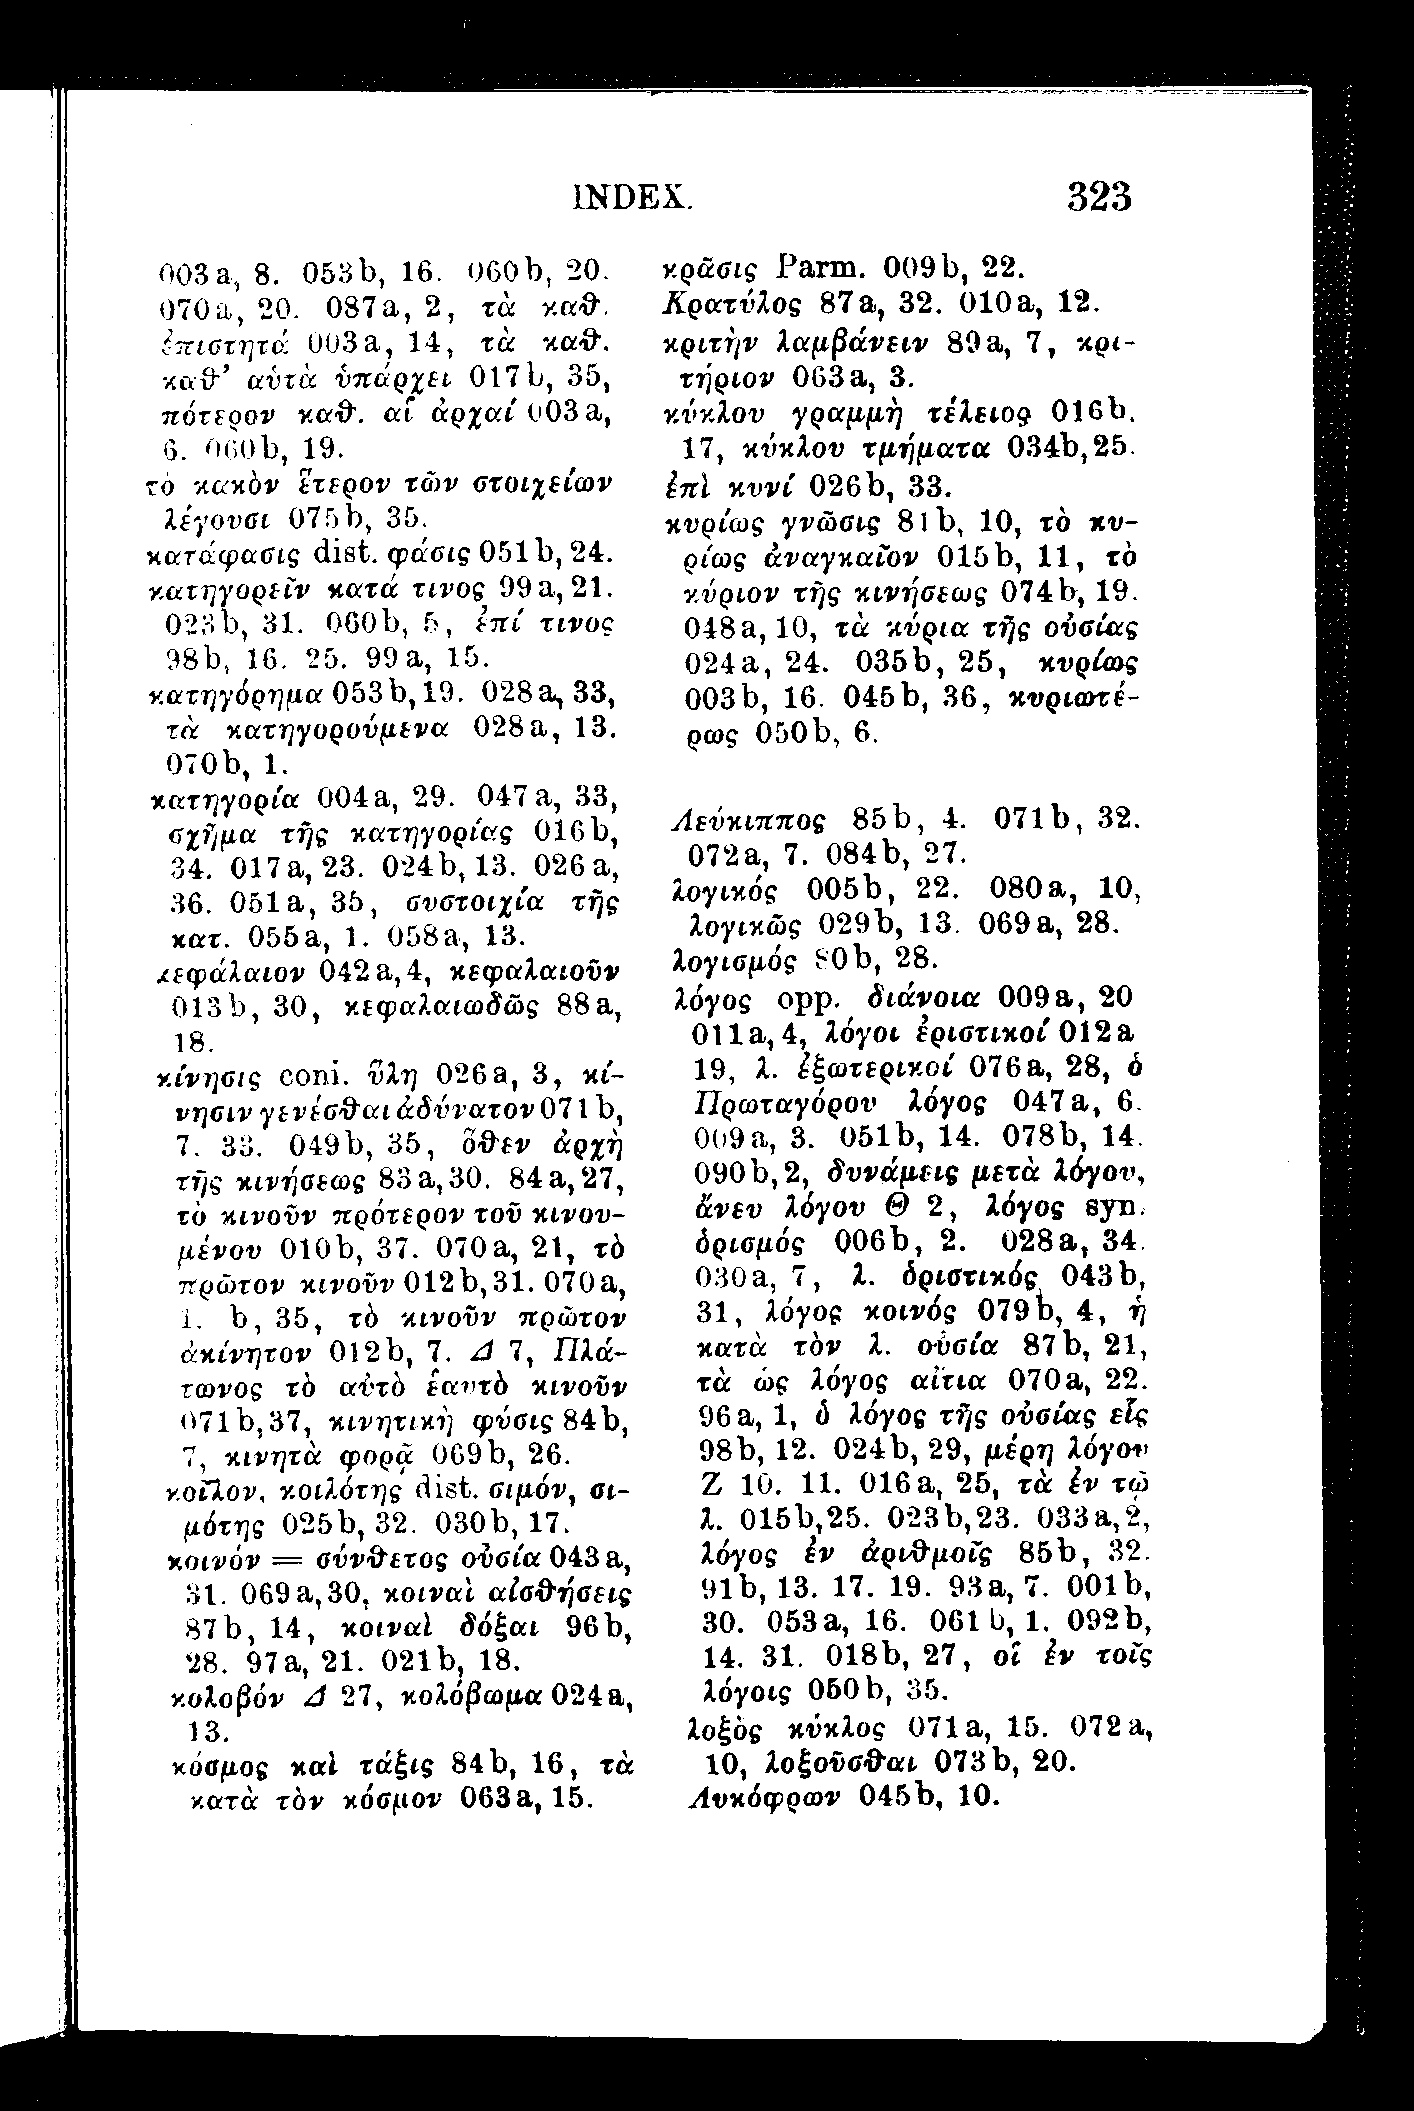 INDEX. 323
003a, 8. 053b, 16. 060b, 20.
070a, 20. 087a, 2, τὰ καθ.
ἐπιστητά 003a, 14, τὰ καθ.
καθ’ αὑτὰ ὑπάρχει 017b, 35,
πότερον καθ. αἱ ἀρχαί 003a,
6. 060b, 19.
τὸ κακὸν ἕτερον τῶν στοιχείων
λέγουσι 075b, 35.
κατάφασις dist. φάσις 051b, 24.
κατηγορεῖν κατά τινος 99a, 21.
023b, 31. 060b, 5, ἐπί τινος
98b, 16. 25. 99a, 15.
κατηγόρημα 053b, 19. 028a, 33,
τὰ κατηγορούμενα 028a, 13.
070b, 1.
κατηγορία 004a, 29. 047a, 33,
σχῆμα τῆς κατηγορίας 016b,
34. 017a, 23. 024b, 13. 026a,
36. 051a, 35, συστοιχία τῆς
κατ. 055a, 1. 058a, 13.
κεφάλαιον 042a, 4, κεφαλαιοῦν
013b, 30, κεφαλαιωδῶς 88a,
18.
κίνησις coni. ὕλη 026a, 3, κί-
νησιν γενέσθαι ἀδύνατον 071b,
7. 33. 049b, 35, ὅθεν ἀρχὴ
τῆς κινήσεως 83a, 30. 84a, 27,
τὸ κινοῦν πρότερον τοῦ κινου-
μένου 010b, 37. 070a, 21, τὸ
πρῶτον κινοῦν 012b, 31. 070a,
1. b, 35, τὸ κινοῦν πρῶτον
ἀκίνητον 012b, 7. Δ 7, Πλά-
τωνος τὸ αὐτὸ ἑαυτὸ κινοῦν
071b, 37, κινητικὴ φύσις 84b,
7, κινητὰ φορᾷ 069b, 26.
κοῖλον, κοιλότης dist. σιμόν, σι-
μότης 025b, 32. 030b, 17.
κοινόν = σύνθετος οὐσία 043a,
31. 069a, 30, κοιναὶ αἰσθήσεις
87b, 14, κοιναὶ δόξαι 96b,
28. 97a, 21. 021b, 18.
κολοβόν Δ 27, κολόβωμα 024a,
13.
κόσμος καὶ τάξις 84b, 16, τὰ
κατὰ τὸν κόσμον 063a, 15.
κρᾶσις Parm. 009b, 22.
Κρατύλος 87a, 32. 010a, 12.
κριτὴν λαμβάνειν 89a, 7, κρι-
τήριον 063a, 3.
κύκλου γραμμὴ τέλειος 016b.
17, κύκλου τμήματα 034b, 25.
ἐπὶ κυνί 026b, 33.
κυρίως γνῶσις 81b, 10, τὸ κυ-
ρίως ἀναγκαῖον 015b, 11, τὸ
κύριον τῆς κινήσεως 074b, 19.
048a, 10, τὰ κύρια τῆς οὐσίας
024a, 24. 035b, 25, κυρίως
003b, 16. 045b, 36, κυριωτέ-
ρως 050b, 6.
Λεύκιππος 85b, 4. 071b, 32.
072a, 7. 084b, 27.
λογικός 005b, 22. 080a, 10,
λογικῶς 029b, 13. 069a, 28.
λογισμός 80b, 28.
λόγος opp. διάνοια 009a, 20
011a, 4, λόγοι ἐριστικοί 012a
19, λ. ἐξωτερικοί 076a, 28, ὁ
Πρωταγόρου λόγος 047a, 6.
009a, 3. 051b, 14. 078b, 14.
090b, 2, δυνάμεις μετὰ λόγου,
ἄνευ λόγου Θ 2, λόγος syn.
ὁρισμός 006b, 2. 028a, 34.
030a, 7, λ. ὁριστικός 043b,
31, λόγος κοινός 079b, 4, ἡ
κατὰ τὸν λ. οὐσία 87b, 21,
τὰ ὡς λόγος αἴτια 070a, 22.
96a, 1, ὁ λόγος τῆς οὐσίας εἷς
98b, 12. 024b, 29, μέρη λόγου
Z 10. 11. 016a, 25, τὰ ἐν τῷ
λ. 015b, 25. 023b, 23. 033a, 2,
λόγος ἐν ἀριθμοῖς 85b, 32.
91b, 13. 17. 19. 93a, 7. 001b,
30. 053a, 16. 061b, 1. 092b,
14. 31. 018b, 27, οἱ ἐν τοῖς
λόγοις 050b, 35.
λοξὸς κύκλος 071a, 15. 072a,
10, λοξοῦσθαι 073b, 20.
Λυκόφρων 045b, 10.